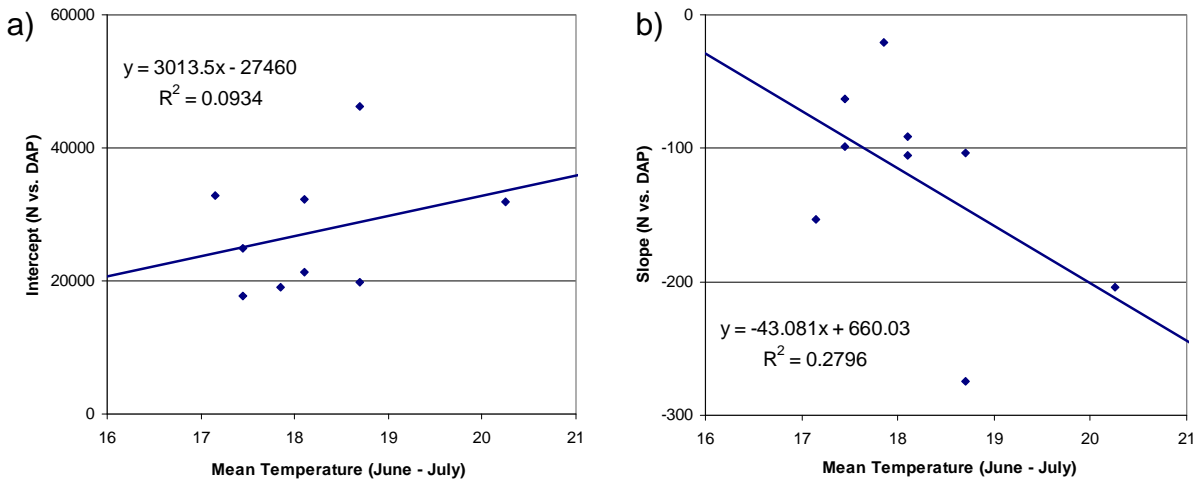 a)
60000
40000
20000
0
Intercept (N vs. DAP)
y = 3013.5x - 27460
R² = 0.0934
16 17 18 19 20 21
Mean Temperature (June - July)
b)
0
-100
-200
-300
Slope (N vs. DAP)
y = -43.081x + 660.03
R² = 0.2796
16 17 18 19 20 21
Mean Temperature (June - July)